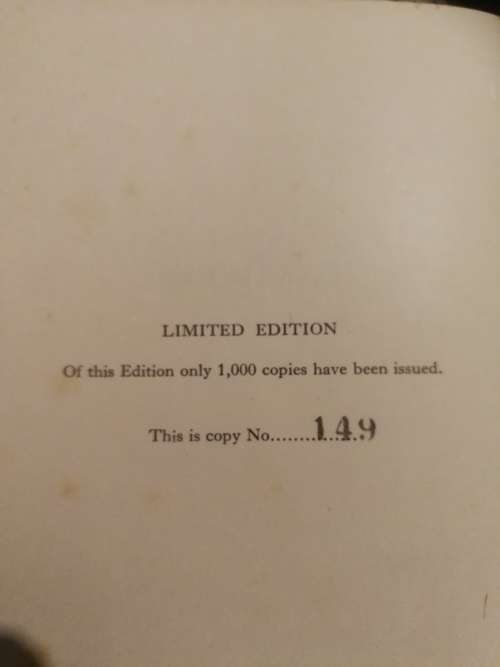 LIMITED EDITION
Of this Edition only 1,000 copies have been issued.
This is copy No........149